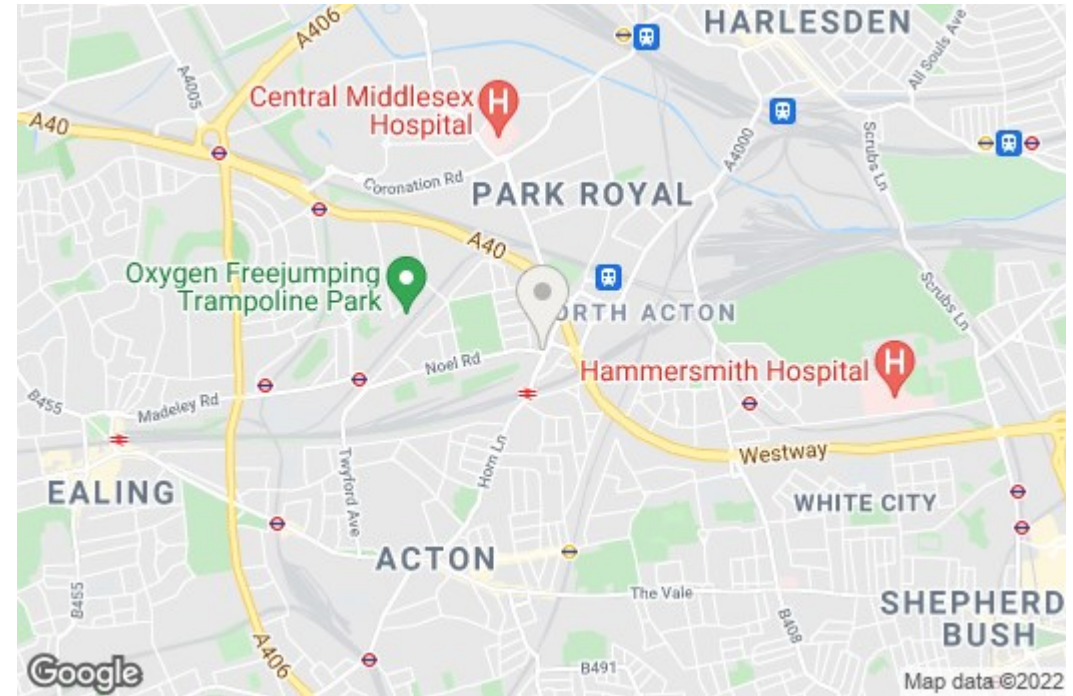 HARLESDEN
A406
A4005
All Souls Ave
Central Middlesex
Hospital
H
A40
A4000
Scrubs Ln
Coronation Rd
PARK ROYAL
A40
Oxygen Freejumping
Trampoline Park
ORTH ACTON
Scrubs Ln
Noel Rd
Hammersmith Hospital
H
B455
Madeley Rd
Horn Ln
Westway
Twyford Ave
EALING
WHITE CITY
ACTON
The Vale
B455
B408
SHEPHERD
BUSH
A406
B491
Google
Map data ©2022